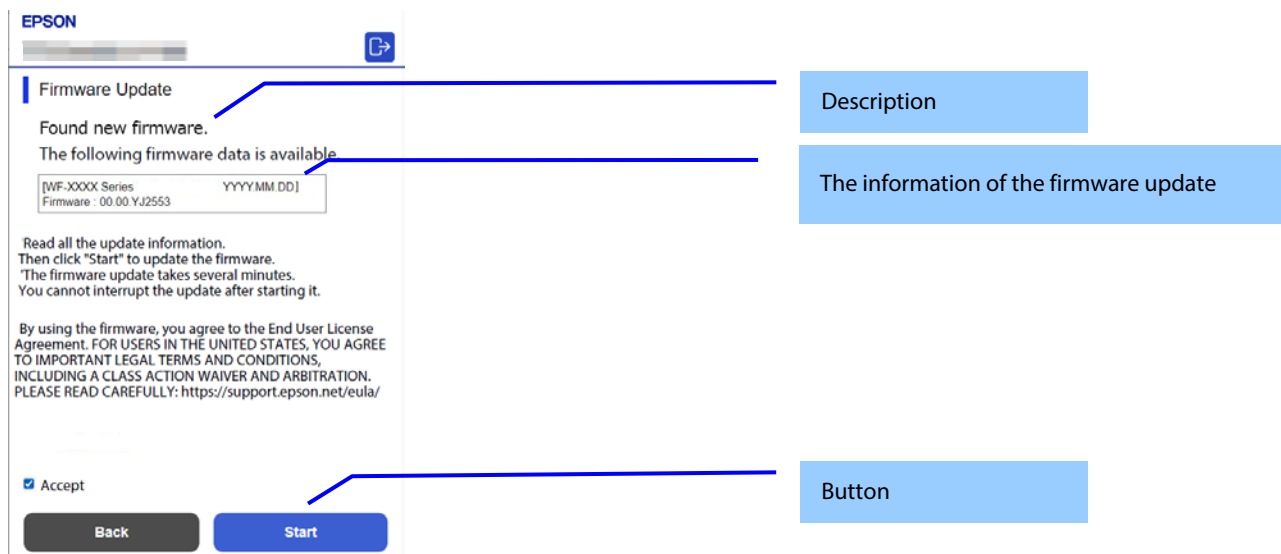 EPSON
Firmware Update
Found new firmware.
The following firmware data is available.
[WF-XXXX Series YYYY.MM.DD]
Firmware : 00.00.YJ2553
Read all the update information.
Then click "Start" to update the firmware.
'The firmware update takes several minutes.
You cannot interrupt the update after starting it.
By using the firmware, you agree to the End User License
Agreement. FOR USERS IN THE UNITED STATES, YOU AGREE
TO IMPORTANT LEGAL TERMS AND CONDITIONS,
INCLUDING A CLASS ACTION WAIVER AND ARBITRATION.
PLEASE READ CAREFULLY: https://support.epson.net/eula/
Accept
Back Start
Description
The information of the firmware update
Button